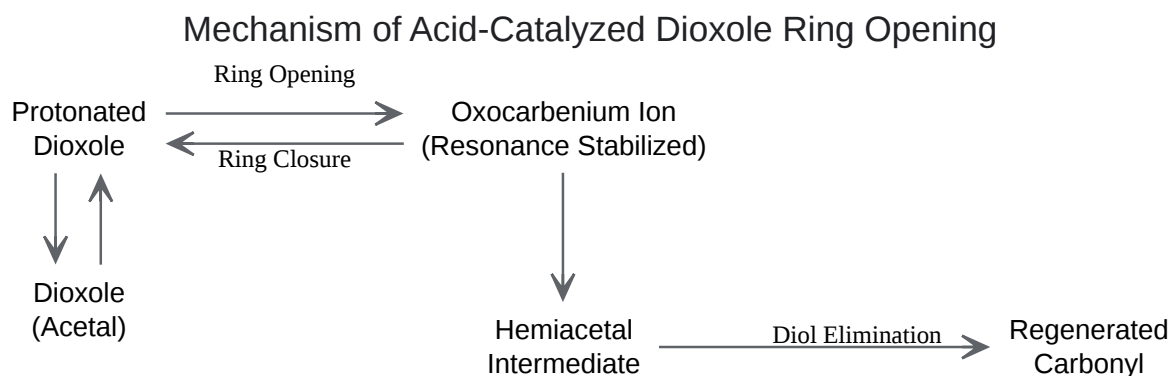 Mechanism of Acid-Catalyzed Dioxole Ring Opening
Ring Opening
Protonated
Dioxole
Oxocarbenium Ion
(Resonance Stabilized)
Ring Closure
Dioxole
(Acetal)
Hemiacetal
Intermediate
Diol Elimination
Regenerated
Carbonyl